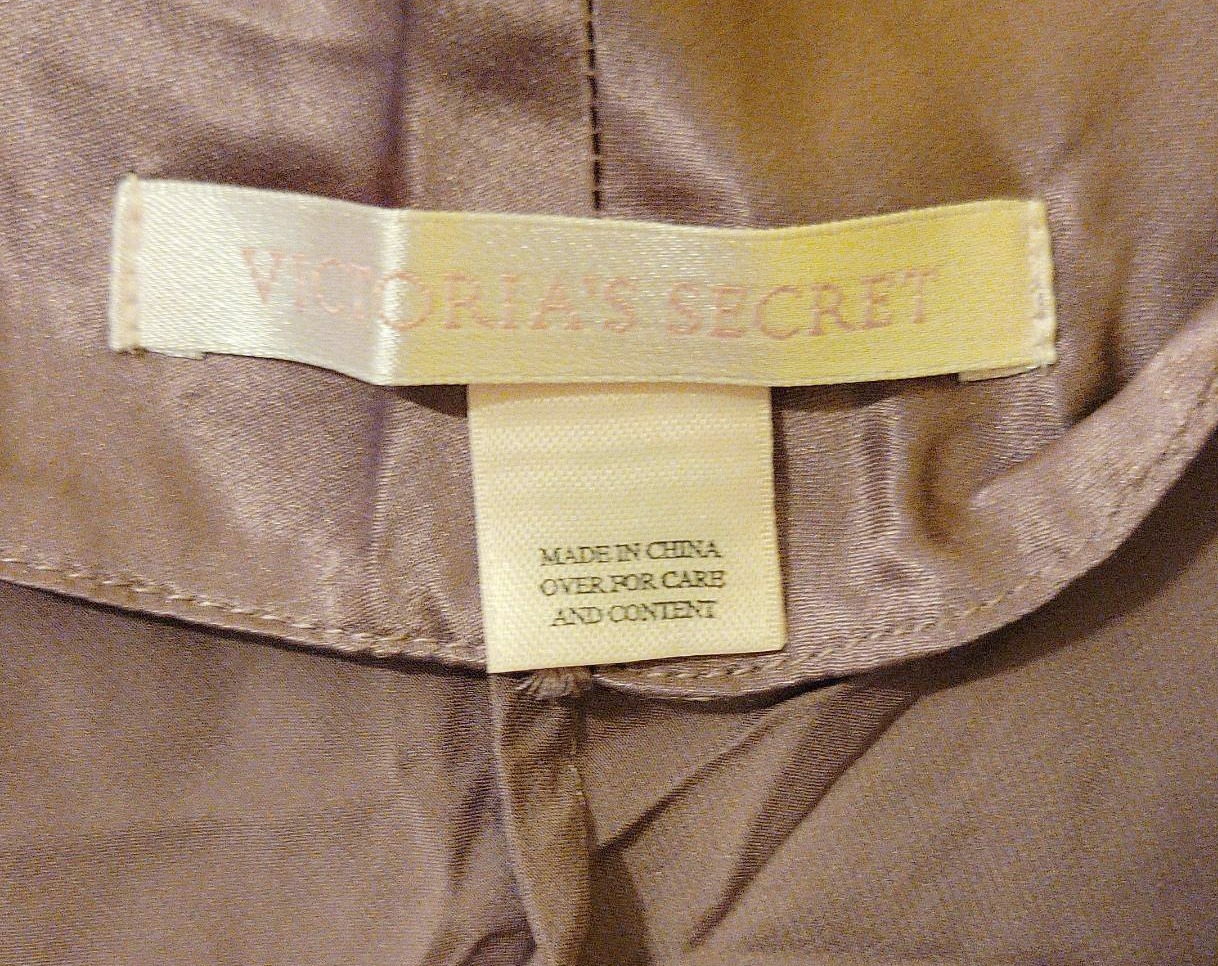 VICTORIA'S SECRET
MADE IN CHINA
OVER FOR CARE
AND CONTENT